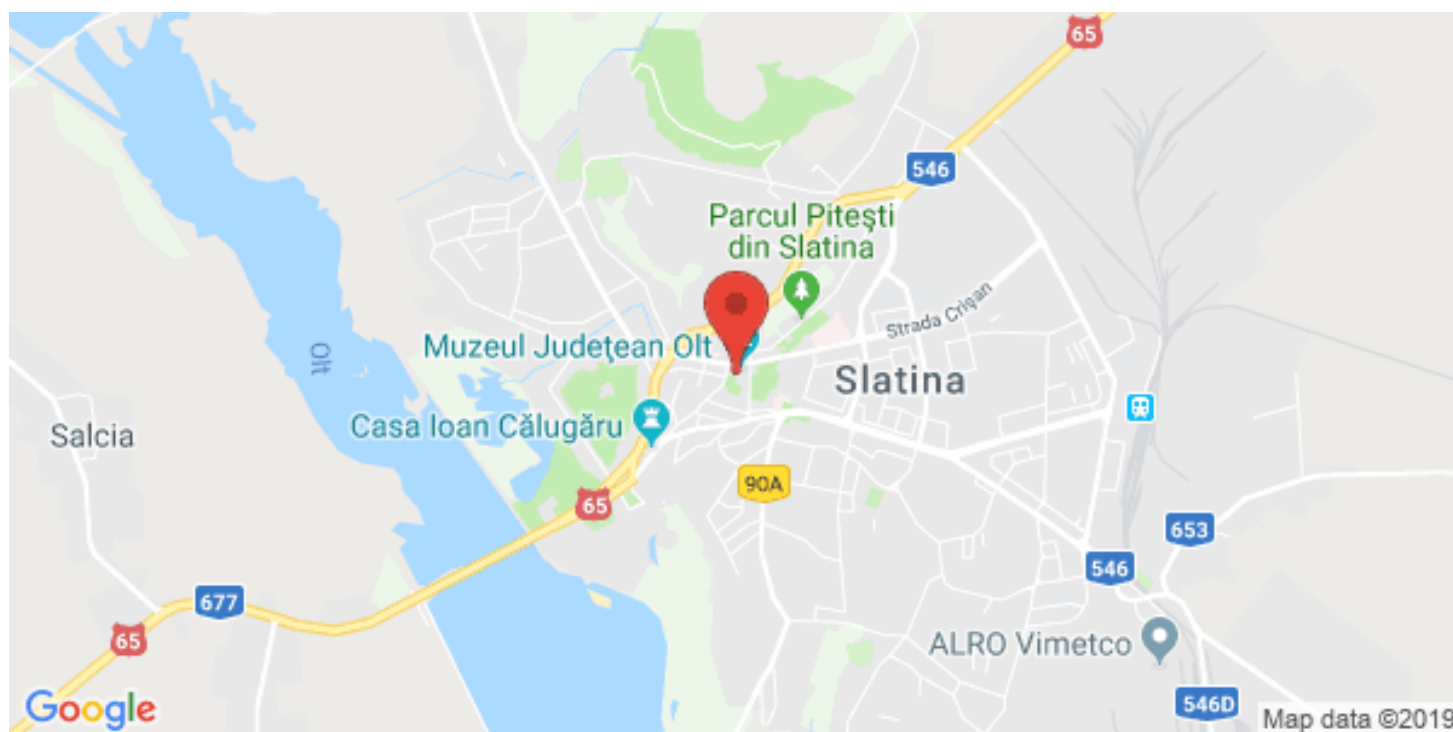 65
546
Parcul Piteşti
din Slatina
Strada Crişan
Muzeul Judeţean Olt
Slatina
Olt
Casa Ioan Călugăru
Salcia
90A
65
653
546
677
65
ALRO Vimetco
546D
Google
Map data ©2019